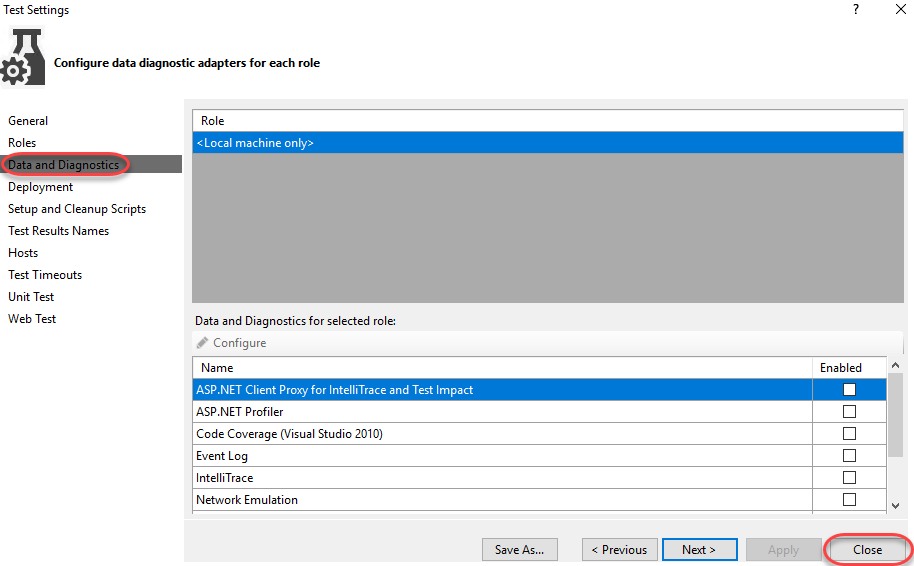 Test Settings
?
Configure data diagnostic adapters for each role
General
Roles
Data and Diagnostics
Deployment
Setup and Cleanup Scripts
Test Results Names
Hosts
Test Timeouts
Unit Test
Web Test
Role
<Local machine only>
Data and Diagnostics for selected role:
Configure
Name Enabled
ASP.NET Client Proxy for IntelliTrace and Test Impact
ASP.NET Profiler
Code Coverage (Visual Studio 2010)
Event Log
IntelliTrace
Network Emulation
Save As... < Previous Next > Apply Close